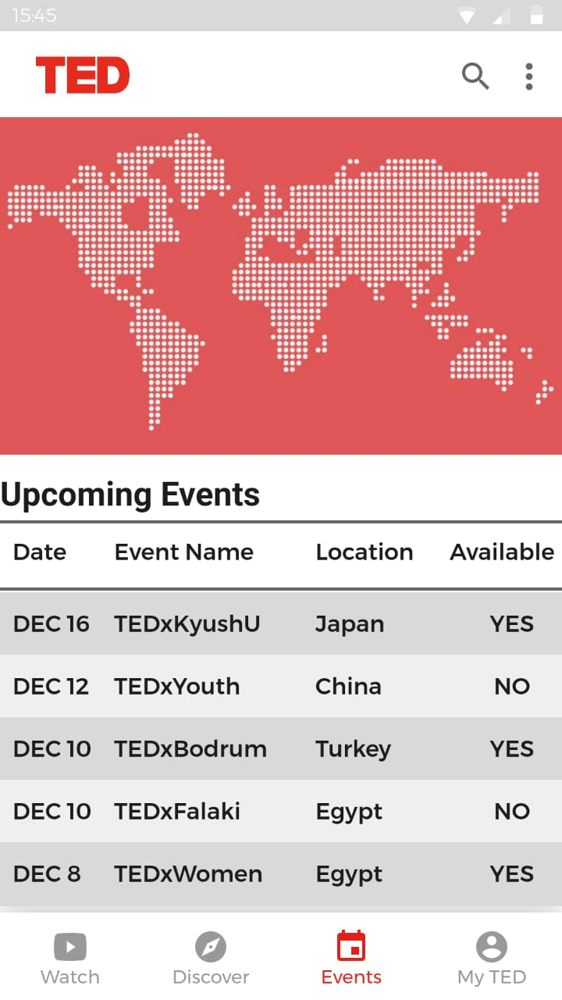 15:45
TED
Upcoming Events
Date Event Name Location Available
DEC 16 TEDxKyushU Japan YES
DEC 12 TEDxYouth China NO
DEC 10 TEDxBodrum Turkey YES
DEC 10 TEDxFalaki Egypt NO
DEC 8 TEDxWomen Egypt YES
Watch Discover Events My TED